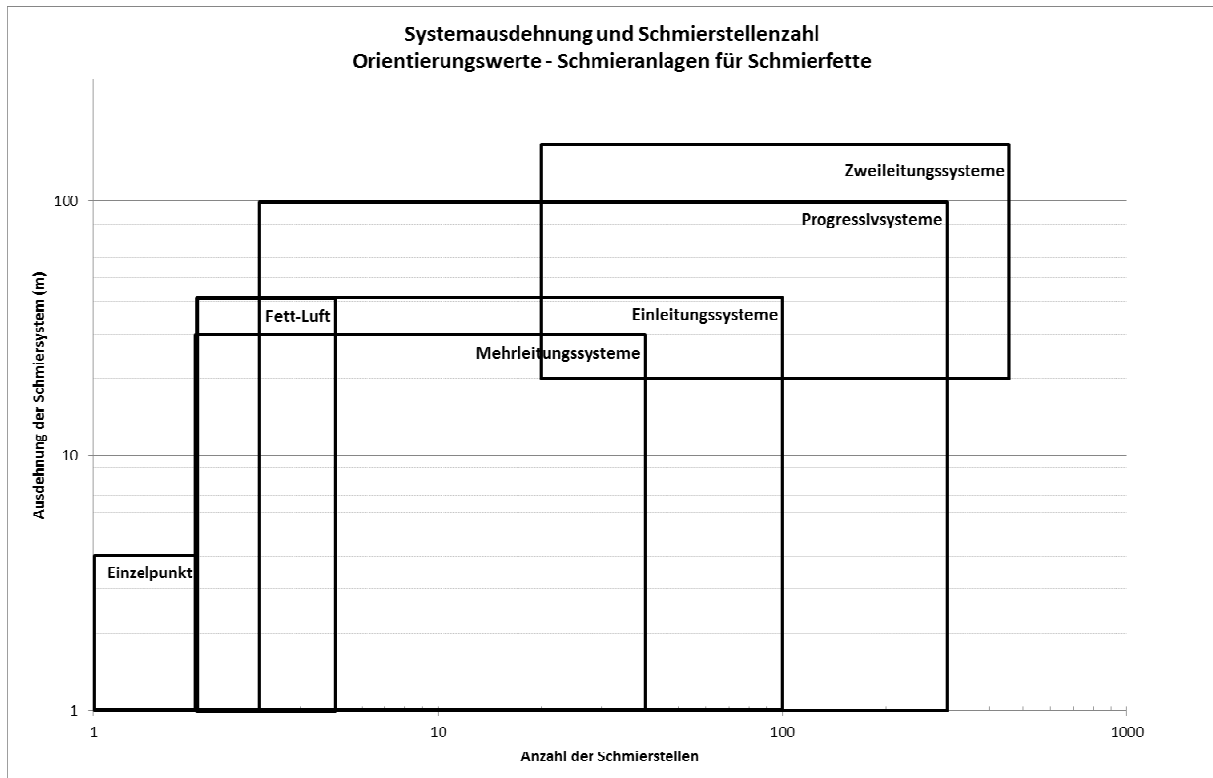 Systemausdehnung und Schmierstellenzahl
Orientierungswerte - Schmieranlagen für Schmierfette
Ausdehnung der Schmiersystem (m)
100
10
1
Zweileitungssysteme
Progressivsysteme
Fett-Luft
Einleitungssysteme
Mehrleitungssysteme
Einzelpunkt
1
10
100
1000
Anzahl der Schmierstellen